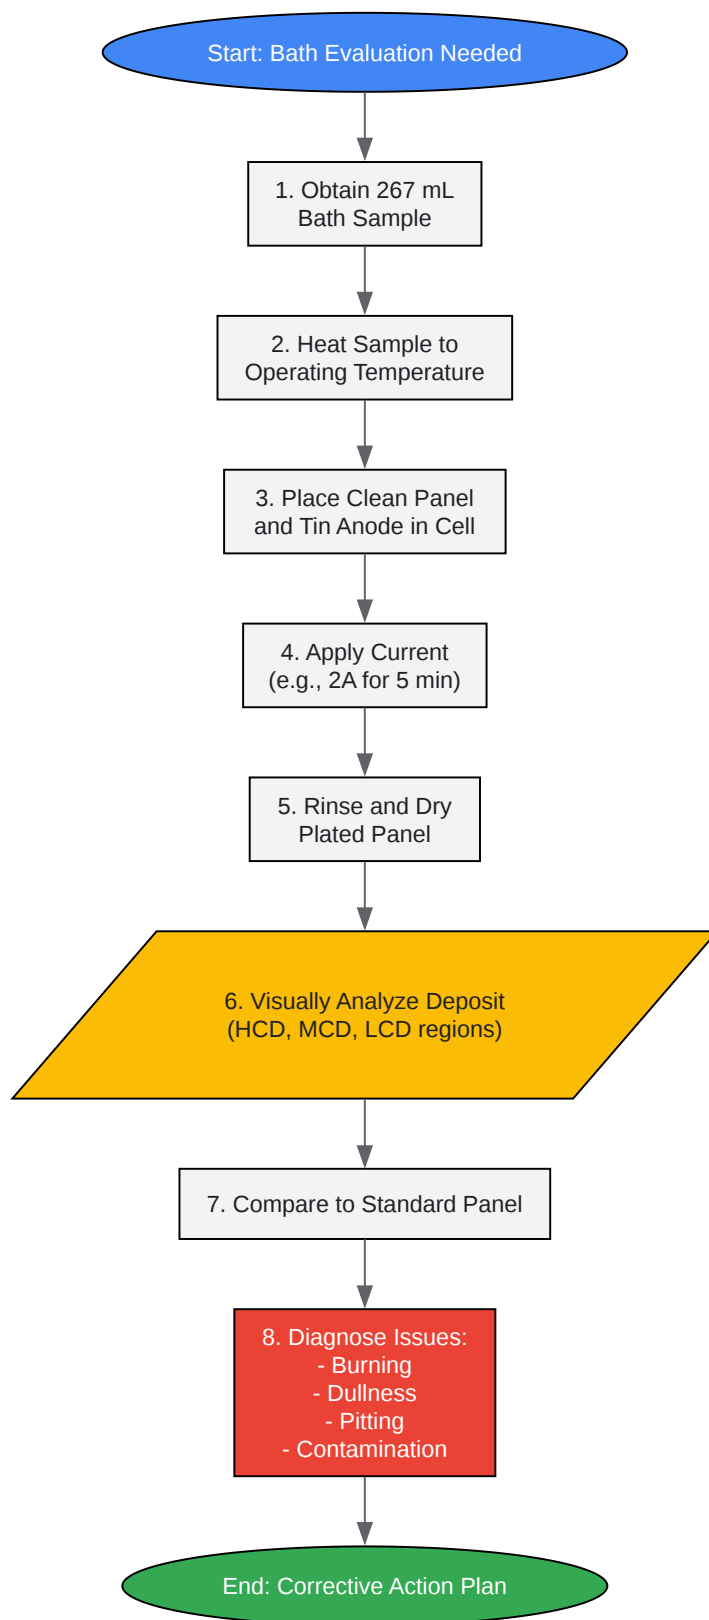 Start: Bath Evaluation Needed
1. Obtain 267 mL
Bath Sample
2. Heat Sample to
Operating Temperature
3. Place Clean Panel
and Tin Anode in Cell
4. Apply Current
(e.g., 2A for 5 min)
5. Rinse and Dry
Plated Panel
6. Visually Analyze Deposit
(HCD, MCD, LCD regions)
7. Compare to Standard Panel
8. Diagnose Issues:
- Burning
- Dullness
- Pitting
- Contamination
End: Corrective Action Plan